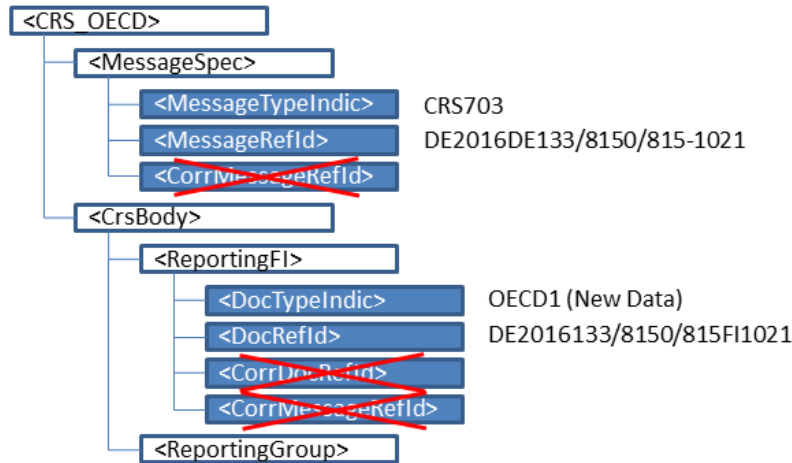 <CRS_OECD>
<MessageSpec>
<MessageTypeIndic> CRS703
<MessageRefId> DE2016DE133/8150/815-1021
<CorrMessageRefId>
<CrsBody>
<ReportingFI>
<DocTypeIndic> OECD1 (New Data)
<DocRefId> DE2016133/8150/815FI1021
<CorrDocRefId>
<CorrMessageRefId>
<ReportingGroup>